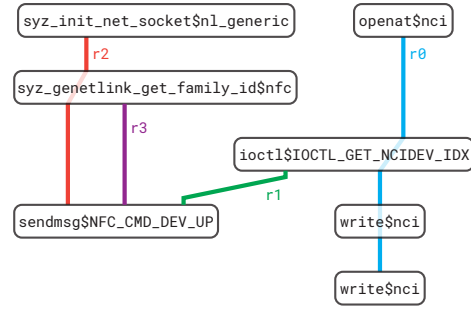 syz_init_net_socket$nl_generic
openat$nci
r2
r0
syz_genetlink_get_family_id$nfc
r3
ioctl$IOCTL_GET_NCIDEV_IDX
r1
sendmsg$NFC_CMD_DEV_UP
write$nci
write$nci